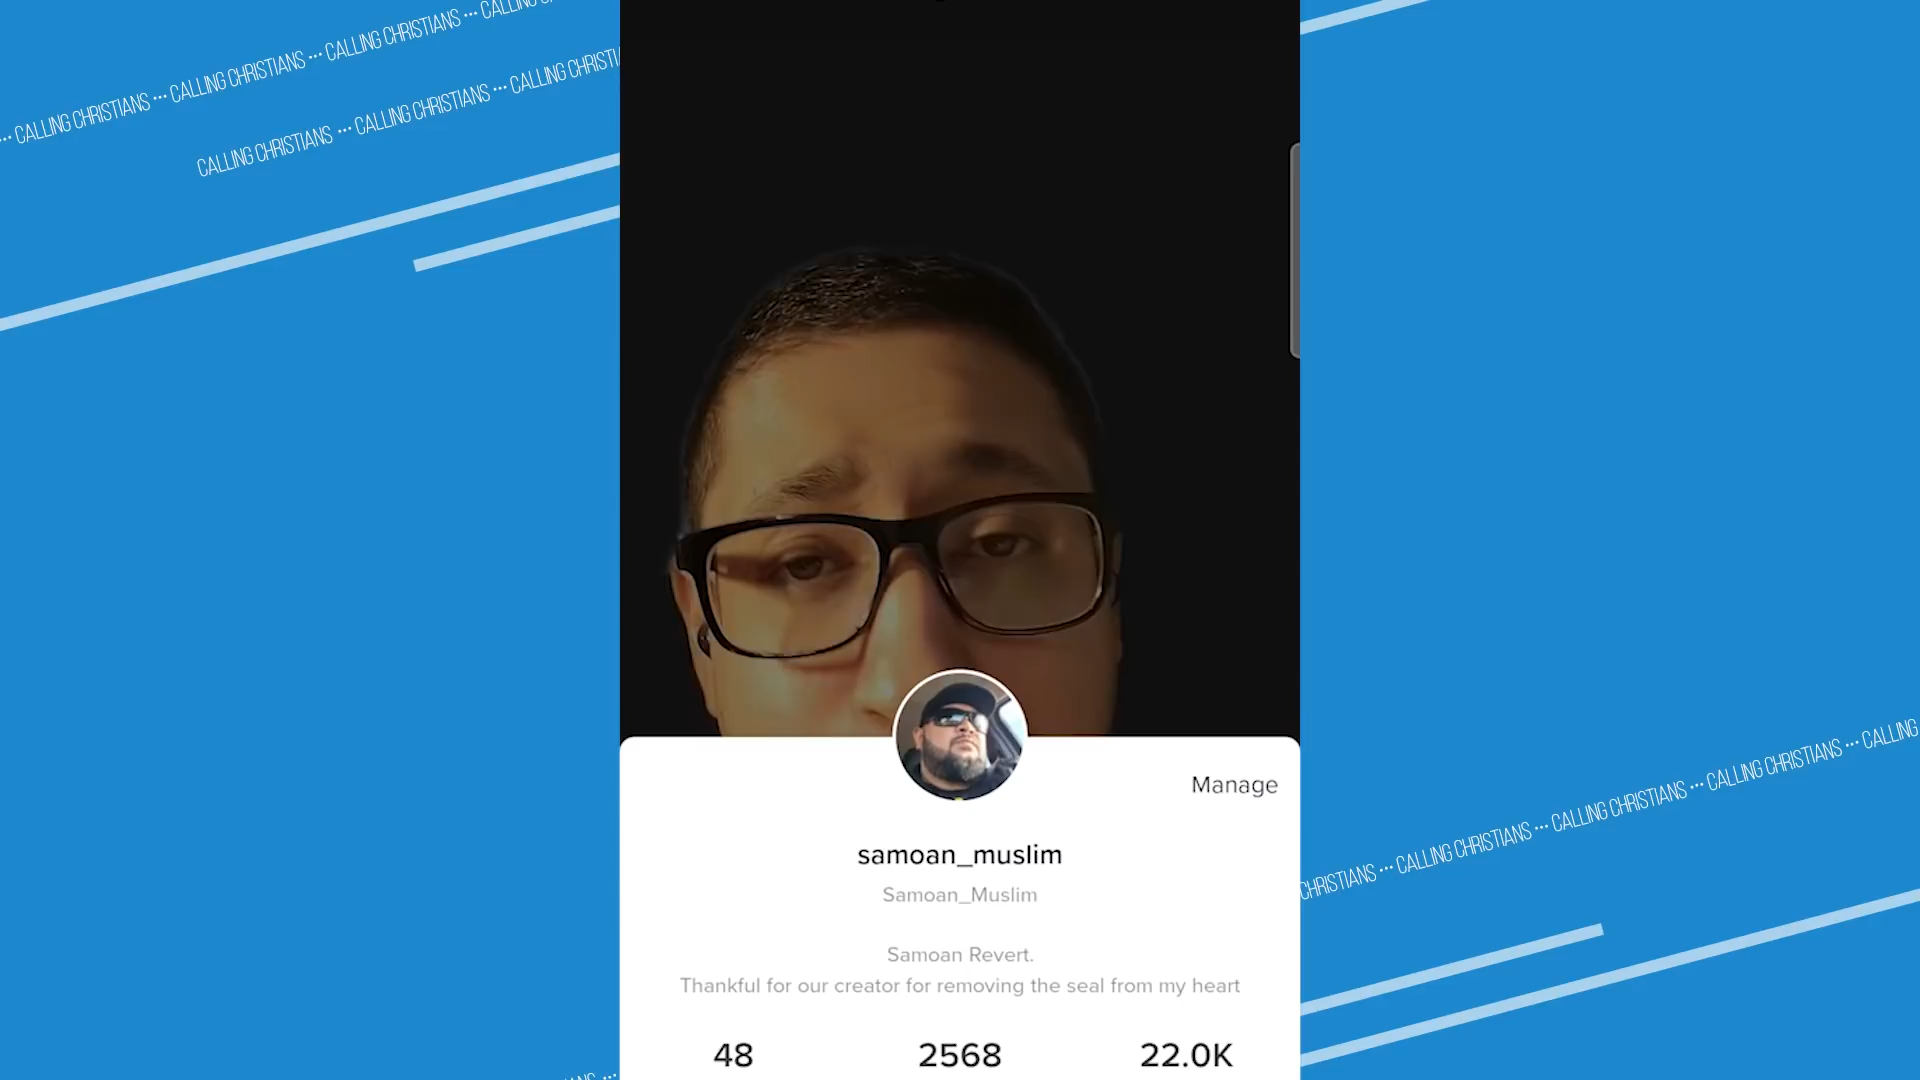 ••• CALLING CHRISTIANS ••• CALLING CHRISTIANS ••• CALLING CHRISTIANS ••• CALLING
CALLING CHRISTIANS ••• CALLING CHRISTIANS ••• CALLING
Manage
samoan_muslim
Samoan_Muslim
Samoan Revert.
Thankful for our creator for removing the seal from my heart
48 2568 22.0K
CHRISTIANS ••• CALLING CHRISTIANS ••• CALLING CHRISTIANS ••• CALLING CHRISTIANS ••• CALLING